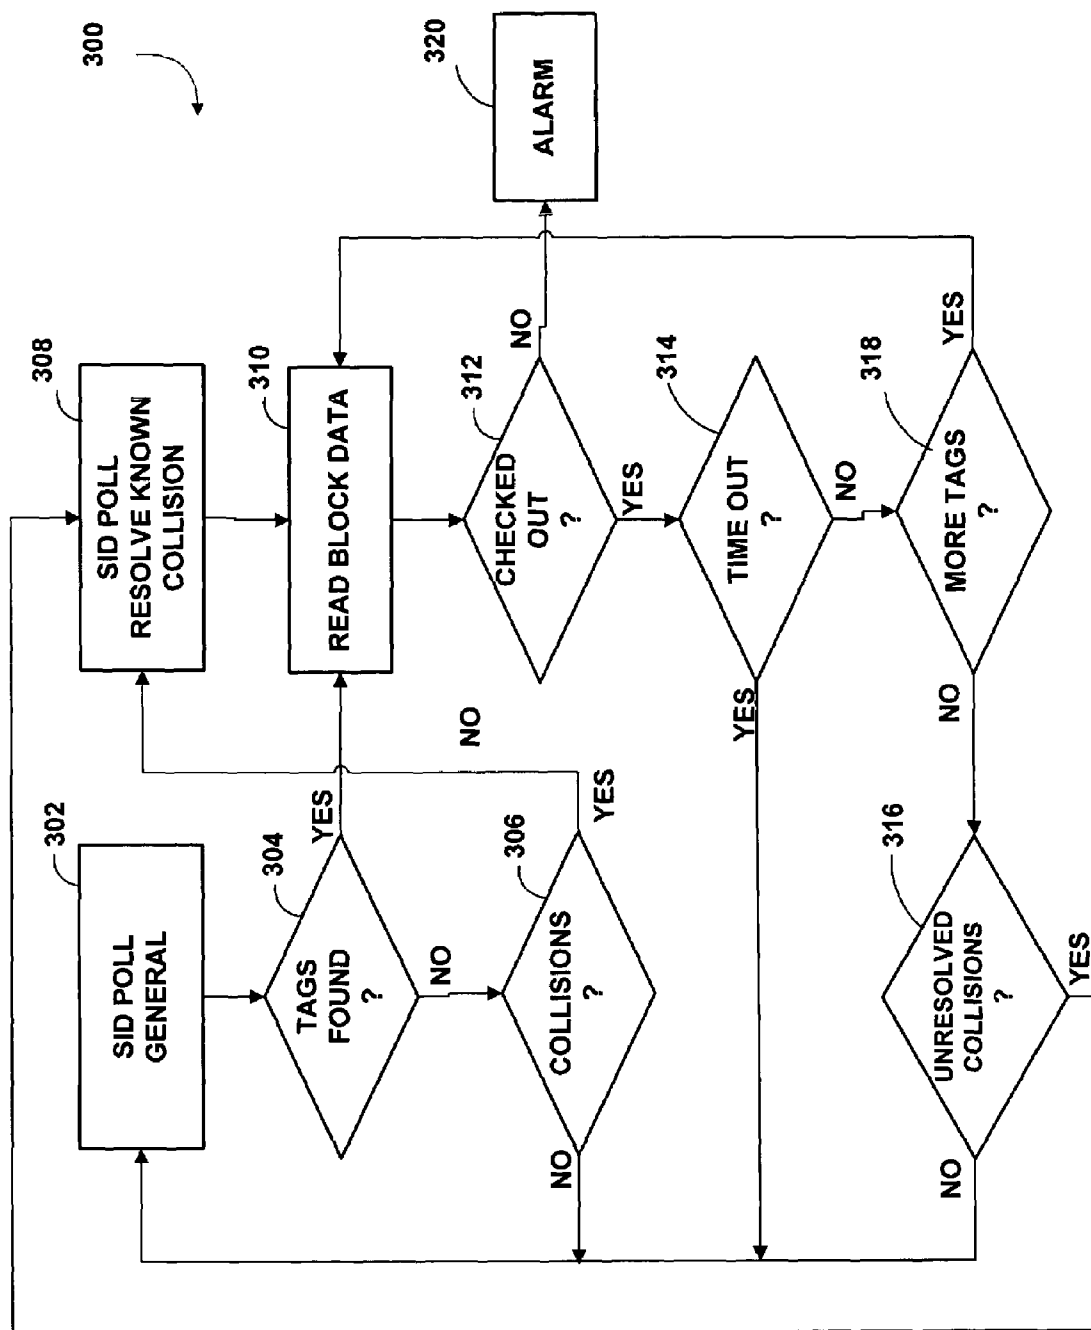 300
302
SID POLL
GENERAL
304
TAGS
FOUND
?
YES
NO
306
COLLISIONS
?
YES
NO
308
SID POLL
RESOLVE KNOWN
COLLISION
310
READ BLOCK DATA
NO
312
CHECKED
OUT
?
NO
YES
320
ALARM
314
TIME OUT
?
YES
NO
318
MORE TAGS
?
YES
NO
316
UNRESOLVED
COLLISIONS
?
NO
YES